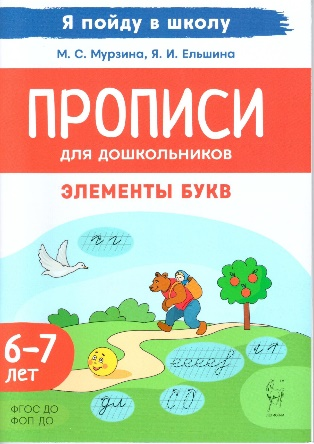 Я пойду в школу
М. С. Мурзина, Я. И. Ельшина
ПРОПИСИ
ДЛЯ ДОШКОЛЬНИКОВ
ЭЛЕМЕНТЫ БУКВ
6–7
лет
ФГОС ДО
ФОП ДО